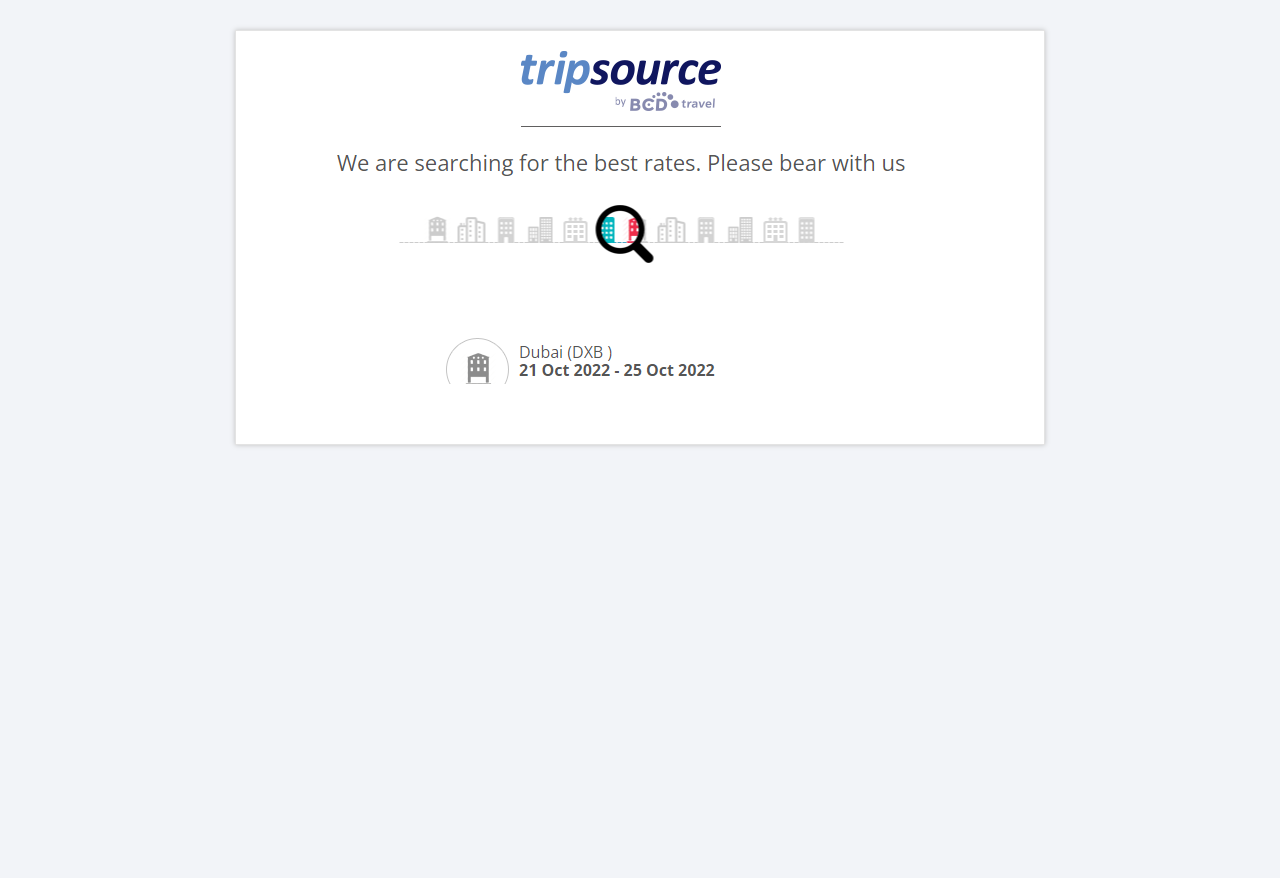 tripsource
by BCD travel
We are searching for the best rates. Please bear with us
Dubai (DXB )
21 Oct 2022 - 25 Oct 2022